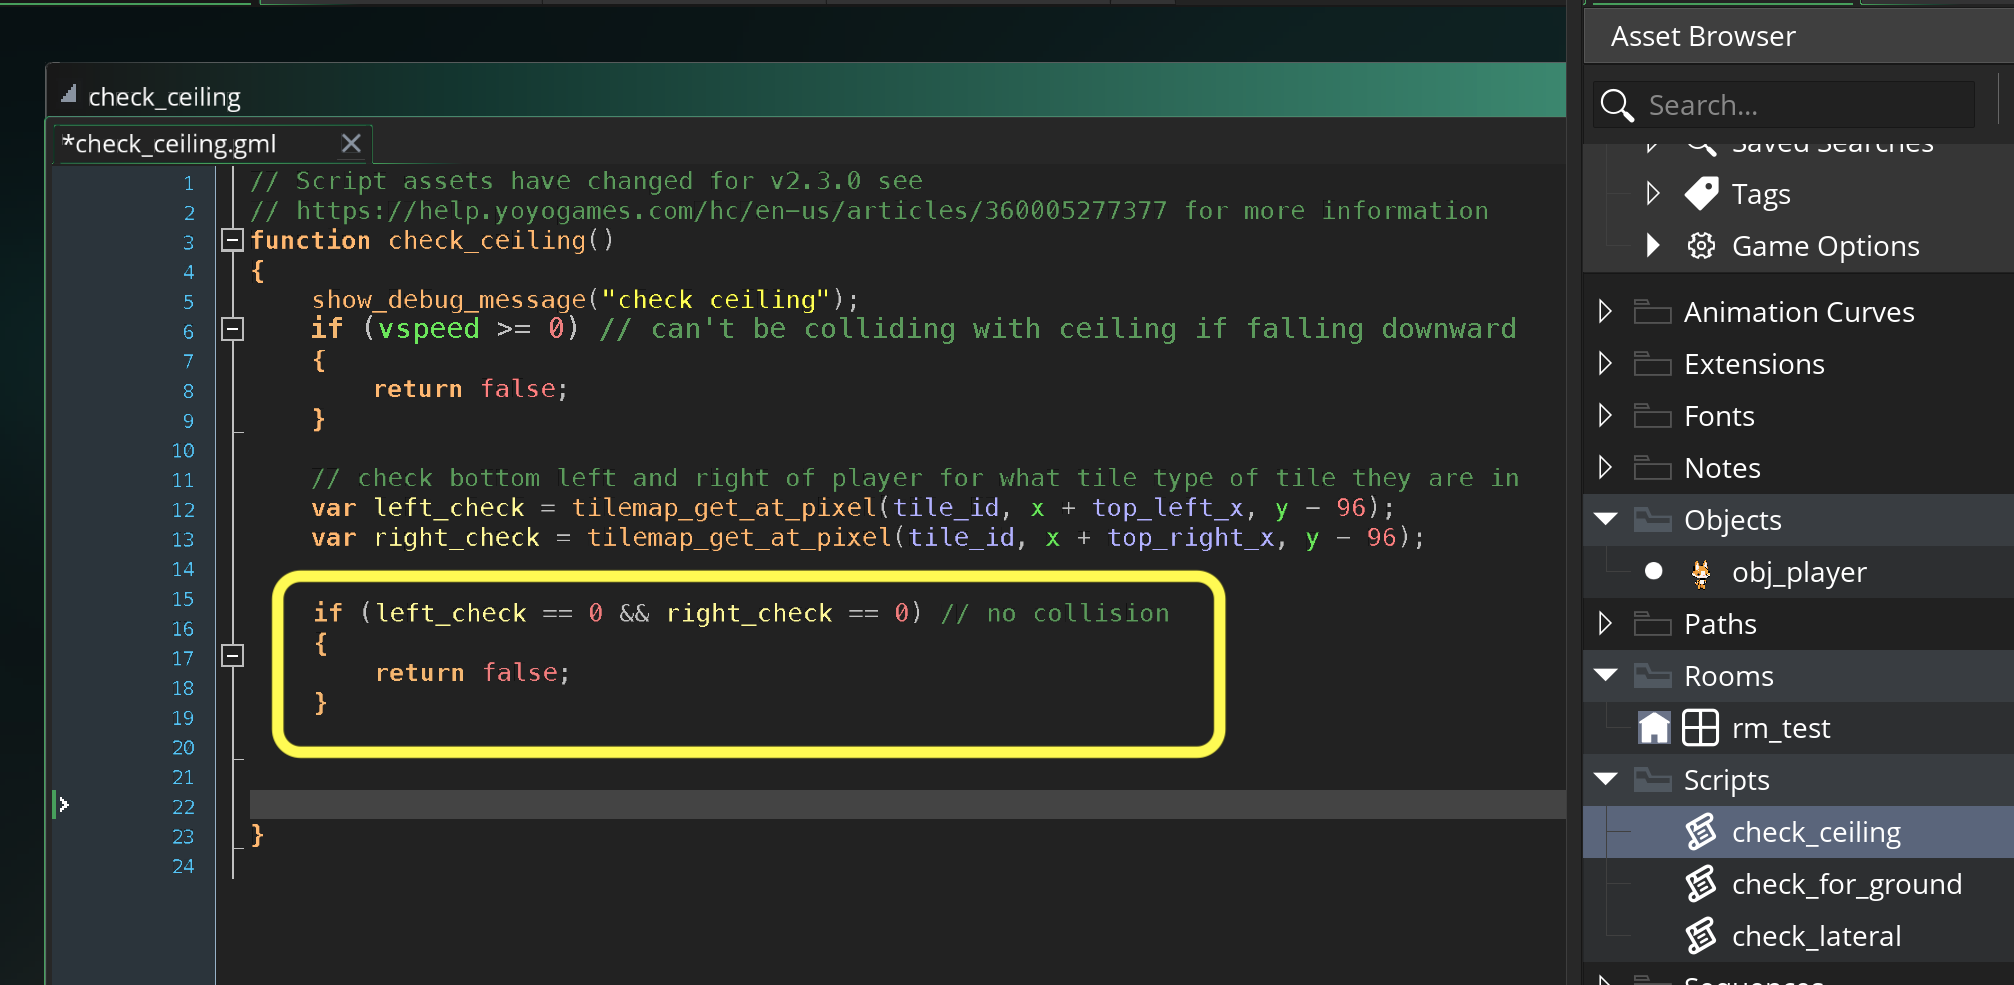 check_ceiling
*check_ceiling.gml
1 // Script assets have changed for v2.3.0 see
2 // https://help.yoyogames.com/hc/en-us/articles/360005277377 for more information
3 function check_ceiling()
4 {
5 show_debug_message("check ceiling");
6 if (vspeed >= 0) // can't be colliding with ceiling if falling downward
7 {
8 return false;
9 }
10
11 // check bottom left and right of player for what tile type of tile they are in
12 var left_check = tilemap_get_at_pixel(tile_id, x + top_left_x, y - 96);
13 var right_check = tilemap_get_at_pixel(tile_id, x + top_right_x, y - 96);
14
15 if (left_check == 0 && right_check == 0) // no collision
16 {
17 return false;
18 }
19
20
21
22
23 }
24
Asset Browser
Search...
Saved Searches
Tags
Game Options
Animation Curves
Extensions
Fonts
Notes
Objects
obj_player
Paths
Rooms
rm_test
Scripts
check_ceiling
check_for_ground
check_lateral
Sequences